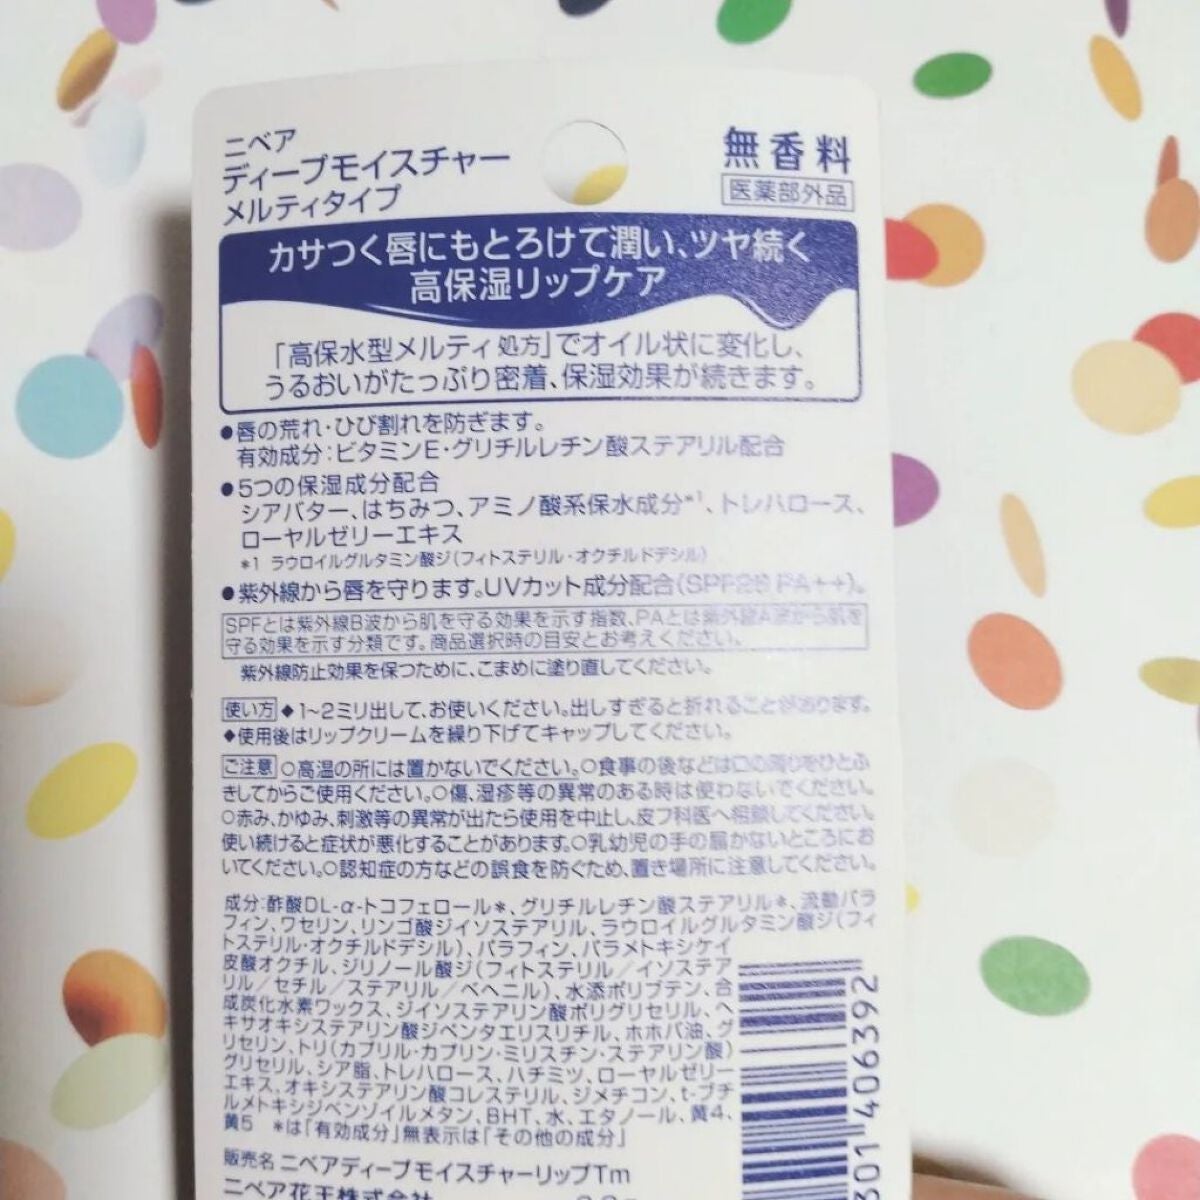 ニベア
ディープモイスチャー
メルティタイプ
無香料
医薬部外品
カサつく唇にもとろけて潤い、ツヤ続く
高保湿リップケア
「高保水型メルティ処方」でオイル状に変化し、
うるおいがたっぷり密着、保湿効果が続きます。
●唇の荒れ・ひび割れを防ぎます。
有効成分:ビタミンE・グリチルレチン酸ステアリル配合
●5つの保湿成分配合
シアバター、はちみつ、アミノ酸系保水成分*1、トレハロース、
ローヤルゼリーエキス
*1 ラウロイルグルタミン酸ジ(フィトステリル・オクチルドデシル)
●紫外線から唇を守ります。UVカット成分配合(SPF26 PA++)。
SPFとは紫外線B波から肌を守る効果を示す指数、PAとは紫外線A波から肌を
守る効果を示す分類です。商品選択時の目安とお考えください。
紫外線防止効果を保つために、こまめに塗り直してください。
使い方 ◆1~2ミリ出して、お使いください。出しすぎると折れることがあります。
◆使用後はリップクリームを繰り下げてキャップしてください。
ご注意 ○高温の所には置かないでください。○食事の後などは口の周りをひとふ
きしてからご使用ください。○傷、湿疹等の異常のある時は使わないでください。
○赤み、かゆみ、刺激等の異常が出たら使用を中止し、皮フ科医へ相談してください。
使い続けると症状が悪化することがあります。○乳幼児の手の届かないところにお
いてください。○認知症の方などの誤食を防ぐため、置き場所に注意してください。
成分:酢酸DL-α-トコフェロール*、グリチルレチン酸ステアリル*、流動パラ
フィン、ワセリン、リンゴ酸ジイソステアリル、ラウロイルグルタミン酸ジ(フィ
トステリル・オクチルドデシル)、パラフィン、パラメトキシケイ
皮酸オクチル、ジリノール酸ジ(フィトステリル/イソステア
リル/セチル/ステアリル/ベヘニル)、水添ポリブテン、合
成炭化水素ワックス、ジイソステアリン酸ポリグリセリル、ヘ
キサオキシステアリン酸ジペンタエリスリチル、ホホバ油、グ
リセリン、トリ(カプリル・カプリン・ミリスチン・ステアリン酸)
グリセリル、シア脂、トレハロース、ハチミツ、ローヤルゼリー
エキス、オキシステアリン酸コレステリル、ジメチコン、t-ブチ
ルメトキシジベンゾイルメタン、BHT、水、エタノール、黄4、
黄5 *は「有効成分」無表示は「その他の成分」
販売名 ニベアディープモイスチャーリップTm
ニベア花王株式会社
301 406392